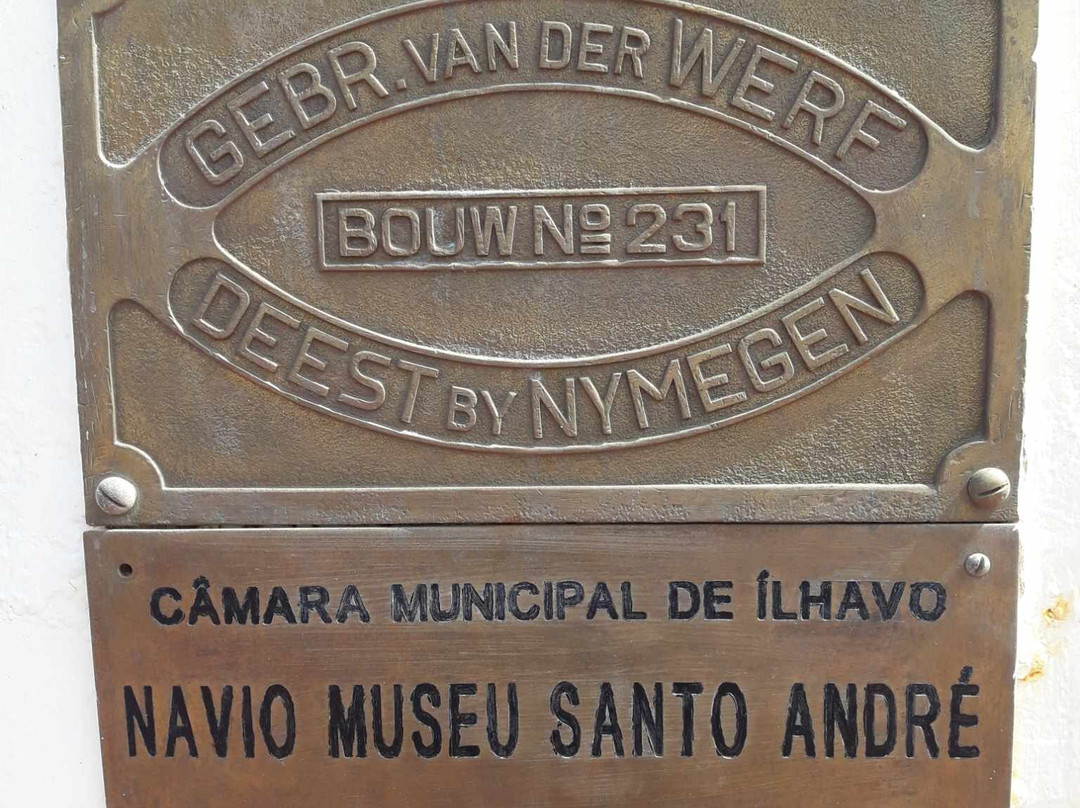 GEBR. VAN DER WERF
BOUW Nº 231
DEEST BY NYMEGEN
CÂMARA MUNICIPAL DE ÍLHAVO
NAVIO MUSEU SANTO ANDRÉ